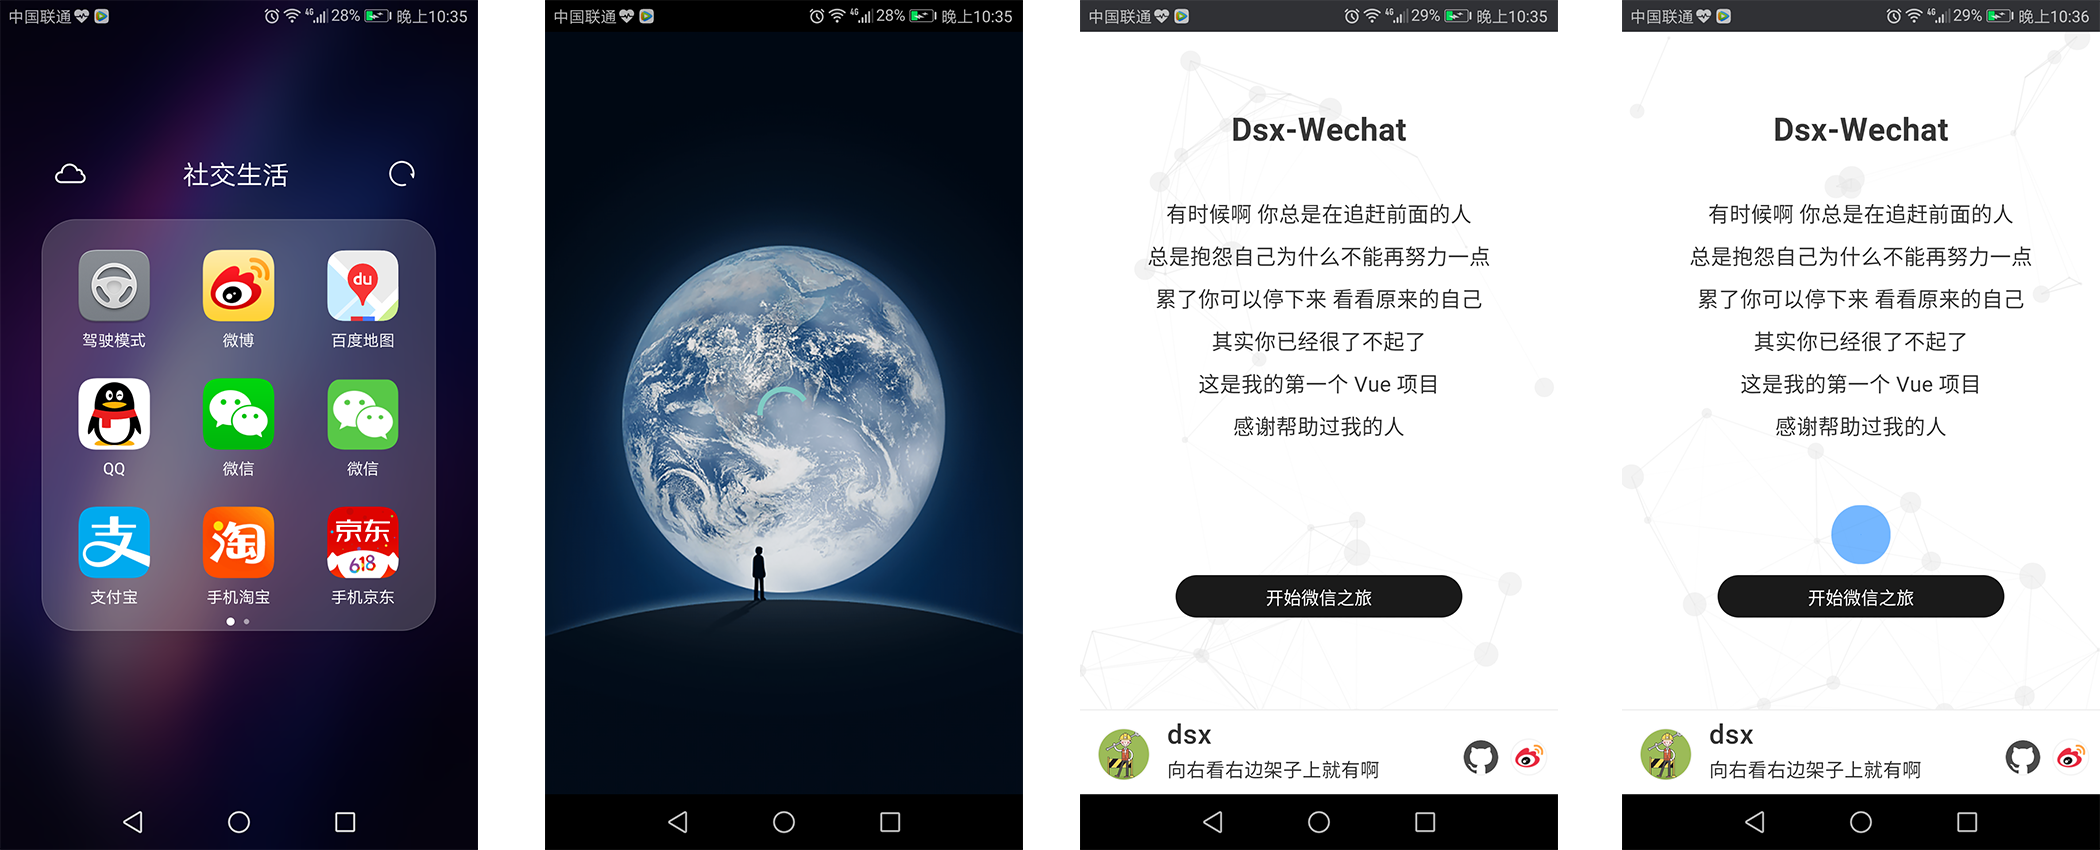 中国联通 4G 28% 晚上10:35
社交生活
驾驶模式 微博 du 百度地图
QQ 微信 微信
支 淘 京东 618
支付宝 手机淘宝 手机京东
中国联通 4G 28% 晚上10:35
中国联通 4G 29% 晚上10:35
Dsx-Wechat
有时候啊 你总是在追赶前面的人
总是抱怨自己为什么不能再努力一点
累了你可以停下来 看看原来的自己
其实你已经很了不起了
这是我的第一个 Vue 项目
感谢帮助过我的人
开始微信之旅
dsx
向右看右边架子上就有啊
中国联通 4G 29% 晚上10:36
Dsx-Wechat
有时候啊 你总是在追赶前面的人
总是抱怨自己为什么不能再努力一点
累了你可以停下来 看看原来的自己
其实你已经很了不起了
这是我的第一个 Vue 项目
感谢帮助过我的人
开始微信之旅
dsx
向右看右边架子上就有啊